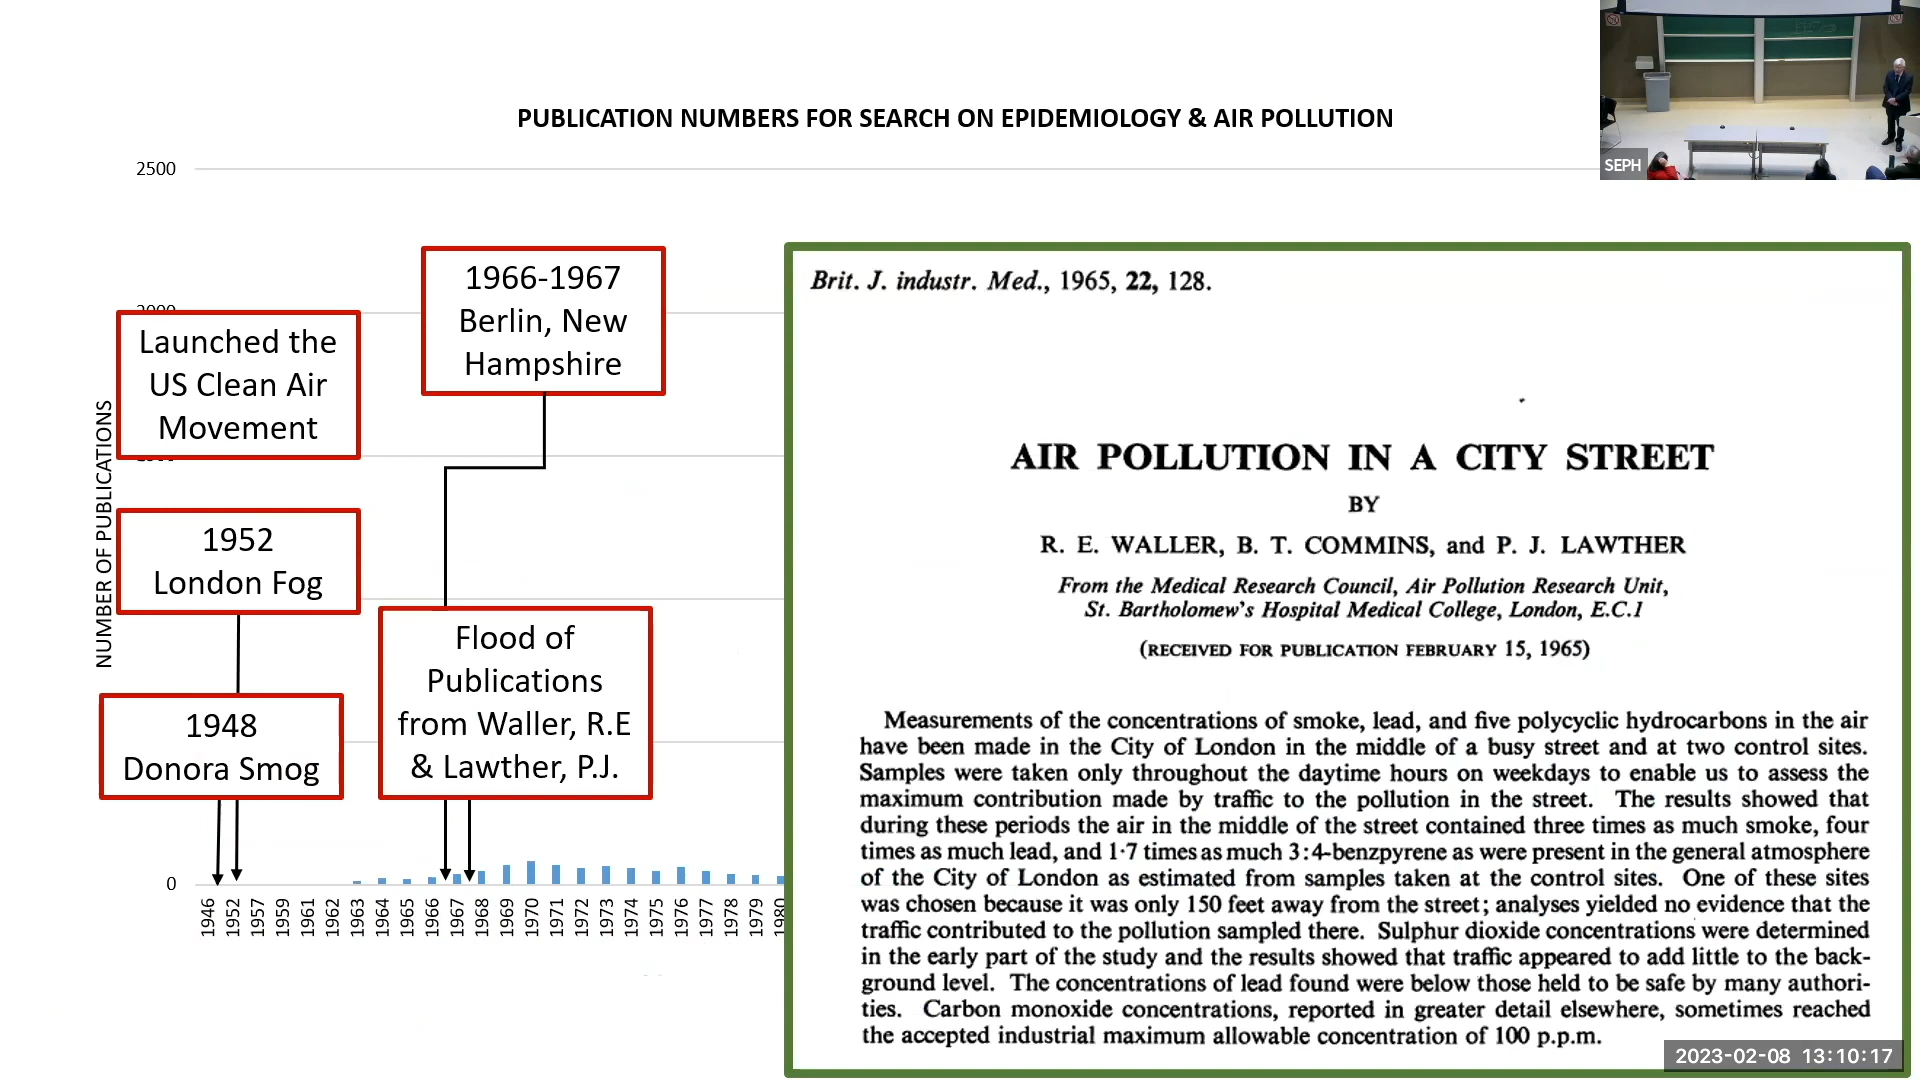 PUBLICATION NUMBERS FOR SEARCH ON EPIDEMIOLOGY & AIR POLLUTION
SEPH
2500
NUMBER OF PUBLICATIONS
Launched the
US Clean Air
Movement
1952
London Fog
1948
Donora Smog
1966-1967
Berlin, New
Hampshire
Flood of
Publications
from Waller, R.E
& Lawther, P.J.
0
1946
1952
1957
1959
1961
1962
1963
1964
1965
1966
1967
1968
1969
1970
1971
1972
1973
1974
1975
1976
1977
1978
1979
1980
Brit. J. industr. Med., 1965, 22, 128.
AIR POLLUTION IN A CITY STREET
BY
R. E. WALLER, B. T. COMMINS, and P. J. LAWTHER
From the Medical Research Council, Air Pollution Research Unit,
St. Bartholomew's Hospital Medical College, London, E.C.1
(RECEIVED FOR PUBLICATION FEBRUARY 15, 1965)
Measurements of the concentrations of smoke, lead, and five polycyclic hydrocarbons in the air
have been made in the City of London in the middle of a busy street and at two control sites.
Samples were taken only throughout the daytime hours on weekdays to enable us to assess the
maximum contribution made by traffic to the pollution in the street. The results showed that
during these periods the air in the middle of the street contained three times as much smoke, four
times as much lead, and 1·7 times as much 3:4-benzpyrene as were present in the general atmosphere
of the City of London as estimated from samples taken at the control sites. One of these sites
was chosen because it was only 150 feet away from the street; analyses yielded no evidence that the
traffic contributed to the pollution sampled there. Sulphur dioxide concentrations were determined
in the early part of the study and the results showed that traffic appeared to add little to the back-
ground level. The concentrations of lead found were below those held to be safe by many authori-
ties. Carbon monoxide concentrations, reported in greater detail elsewhere, sometimes reached
the accepted industrial maximum allowable concentration of 100 p.p.m.
2023-02-08 13:10:17